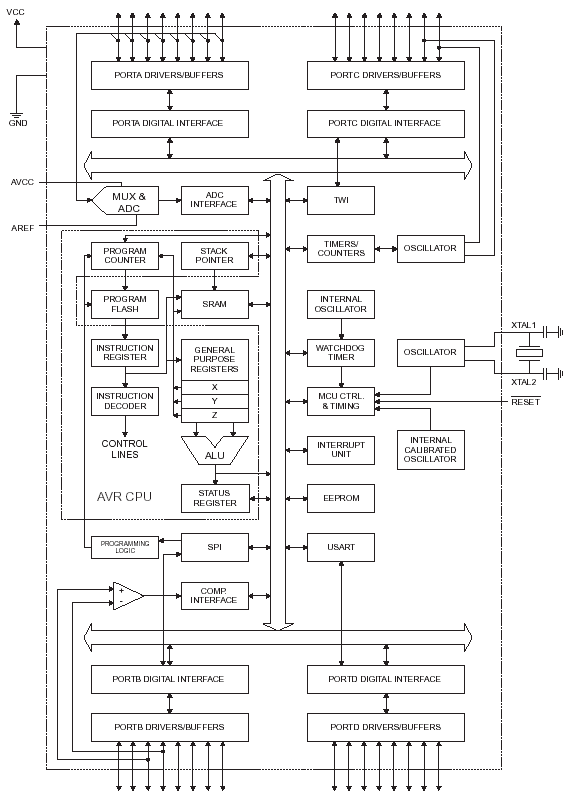 VCC
GND
PORTA DRIVERS/BUFFERS
PORTC DRIVERS/BUFFERS
PORTA DIGITAL INTERFACE
PORTC DIGITAL INTERFACE
AVCC
AREF
MUX &
ADC
ADC
INTERFACE
TWI
PROGRAM
COUNTER
STACK
POINTER
TIMERS/
COUNTERS
OSCILLATOR
PROGRAM
FLASH
SRAM
INTERNAL
OSCILLATOR
XTAL1
INSTRUCTION
REGISTER
GENERAL
PURPOSE
REGISTERS
X
Y
Z
WATCHDOG
TIMER
OSCILLATOR
XTAL2
INSTRUCTION
DECODER
MCU CTRL.
& TIMING
RESET
CONTROL
LINES
ALU
INTERRUPT
UNIT
INTERNAL
CALIBRATED
OSCILLATOR
AVR CPU
STATUS
REGISTER
EEPROM
PROGRAMMING
LOGIC
SPI
USART
+
-
COMP.
INTERFACE
PORTB DIGITAL INTERFACE
PORTD DIGITAL INTERFACE
PORTB DRIVERS/BUFFERS
PORTD DRIVERS/BUFFERS